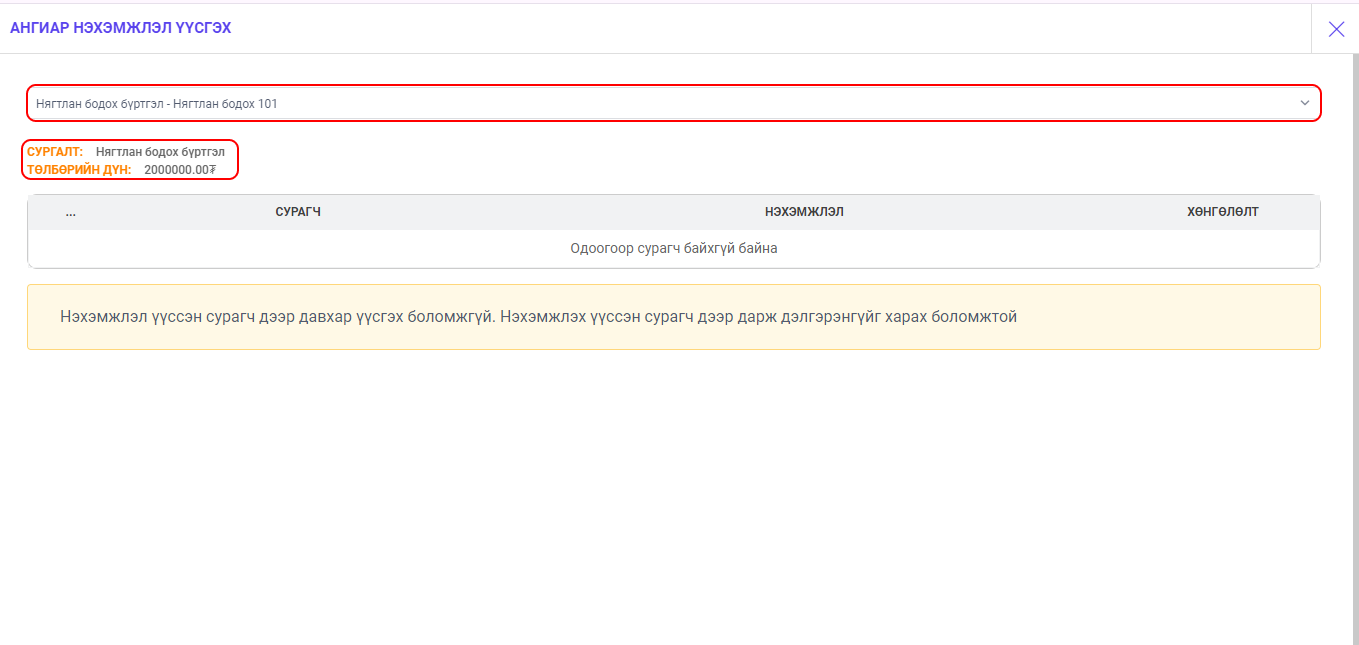 АНГИАР НЭХЭМЖЛЭЛ ҮҮСГЭХ
Нягтлан бодох бүртгэл - Нягтлан бодох 101
СУРГАЛТ: Нягтлан бодох бүртгэл
ТӨЛБӨРИЙН ДҮН: 2000000.00₮
... СУРАГЧ НЭХЭМЖЛЭЛ ХӨНГӨЛӨЛТ
Одоогоор сурагч байхгүй байна
Нэхэмжлэл үүссэн сурагч дээр давхар үүсгэх боломжгүй. Нэхэмжлэх үүссэн сурагч дээр дарж дэлгэрэнгүйг харах боломжтой